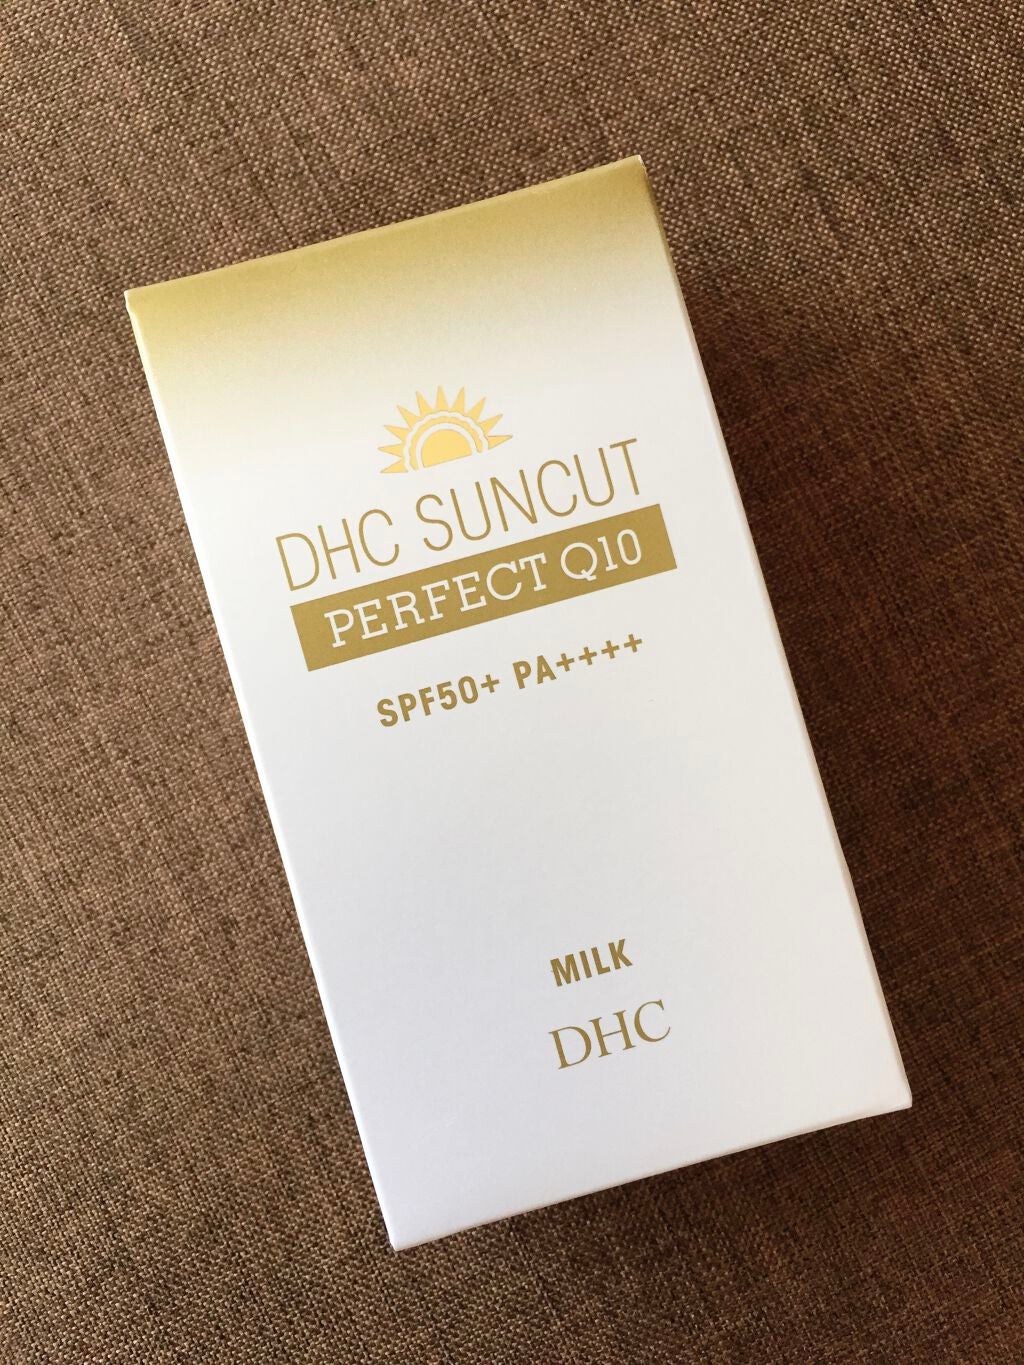 DHC SUNCUT
PERFECT Q10
SPF50+ PA++++
MILK
DHC